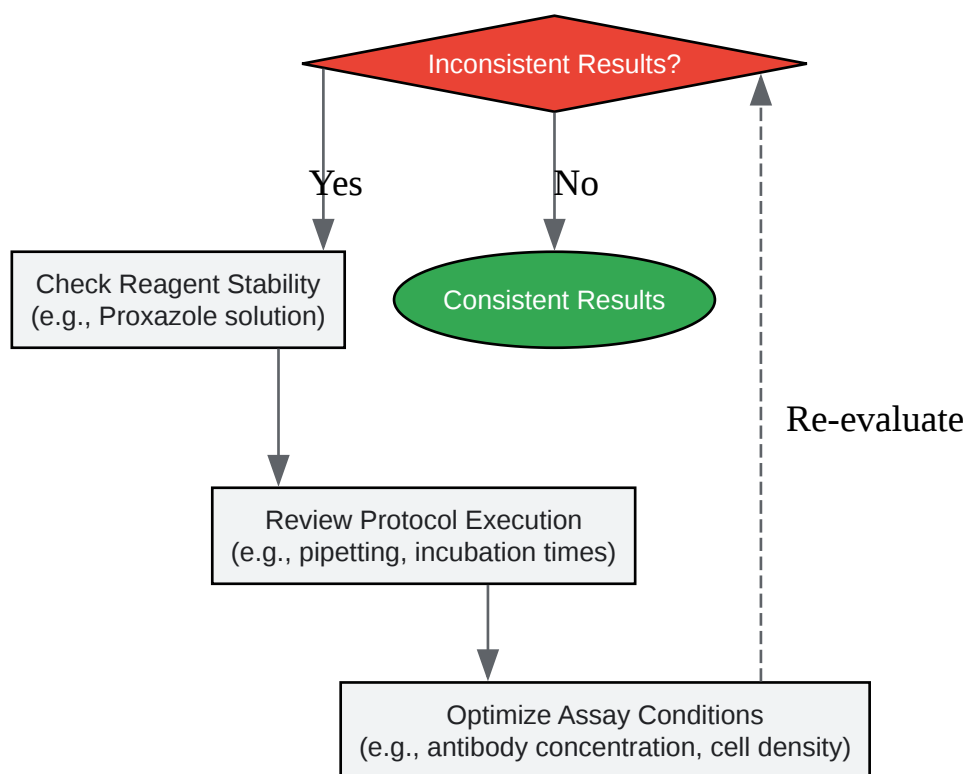 Inconsistent Results?
Yes
No
Check Reagent Stability
(e.g., Proxazole solution)
Consistent Results
Re-evaluate
Review Protocol Execution
(e.g., pipetting, incubation times)
Optimize Assay Conditions
(e.g., antibody concentration, cell density)